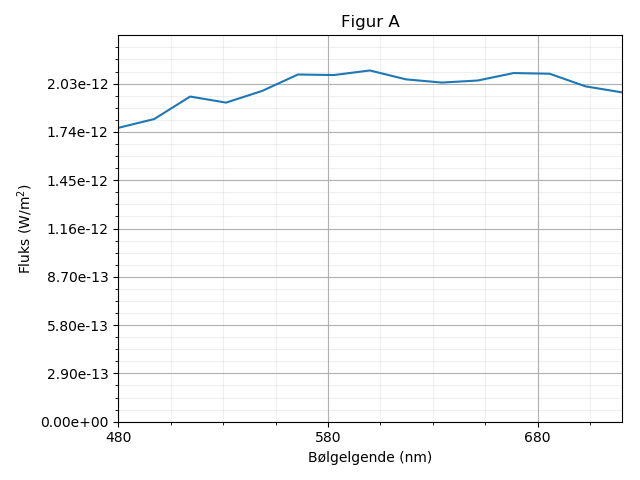 Figur A
2.03e-12
1.74e-12
1.45e-12
1.16e-12
8.70e-13
5.80e-13
2.90e-13
0.00e+00
Fluks (W/m²)
480 580 680
Bølgelgende (nm)